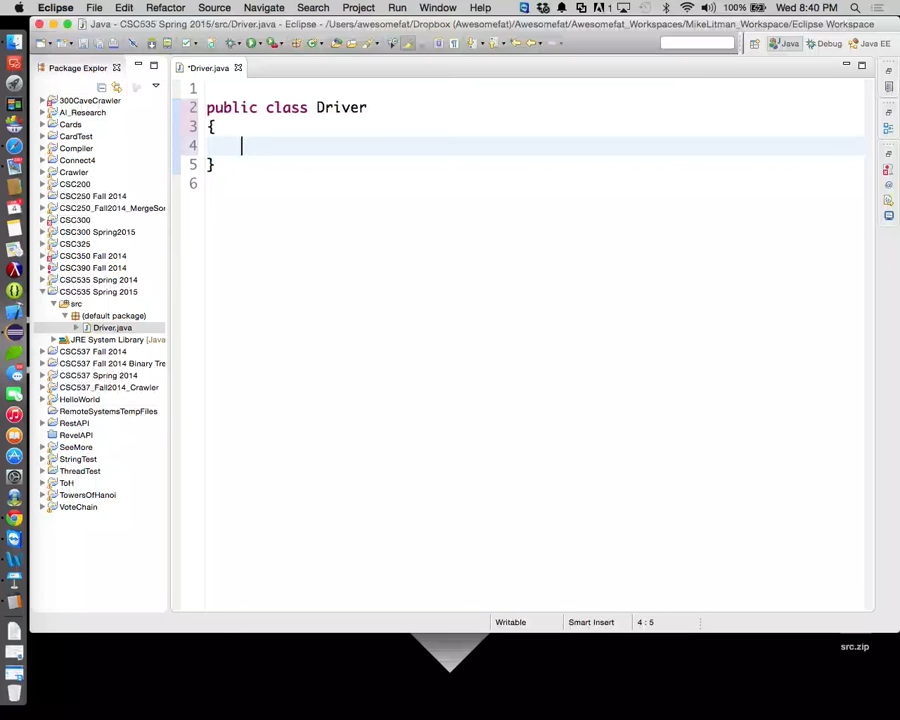 Eclipse File Edit Refactor Source Navigate Search Project Run Window Help 1 100% Wed 8:40 PM
Java - CSC535 Spring 2015/src/Driver.java - Eclipse - /Users/awesomefat/Dropbox (Awesomefat)/Awesomefat_Workspaces/MikeLitman_Workspace/Eclipse Workspace
Java Debug Java EE
Package Explor
*Driver.java
300CaveCrawler
AI_Research
Cards
CardTest
Compiler
Connect4
Crawler
CSC200
CSC250 Fall 2014
CSC250_Fall2014_MergeSor
CSC300
CSC300 Spring2015
CSC325
CSC350 Fall 2014
CSC390 Fall 2014
CSC535 Spring 2014
CSC535 Spring 2015
src
(default package)
Driver.java
JRE System Library [Java
CSC537 Fall 2014
CSC537 Fall 2014 Binary Tre
CSC537 Spring 2014
CSC537_Fall2014_Crawler
HelloWorld
RemoteSystemsTempFiles
RestAPI
RevelAPI
SeeMore
StringTest
ThreadTest
ToH
TowersOfHanoi
VoteChain
1
2 public class Driver
3 {
4
5 }
6
Writable Smart Insert 4 : 5
src.zip